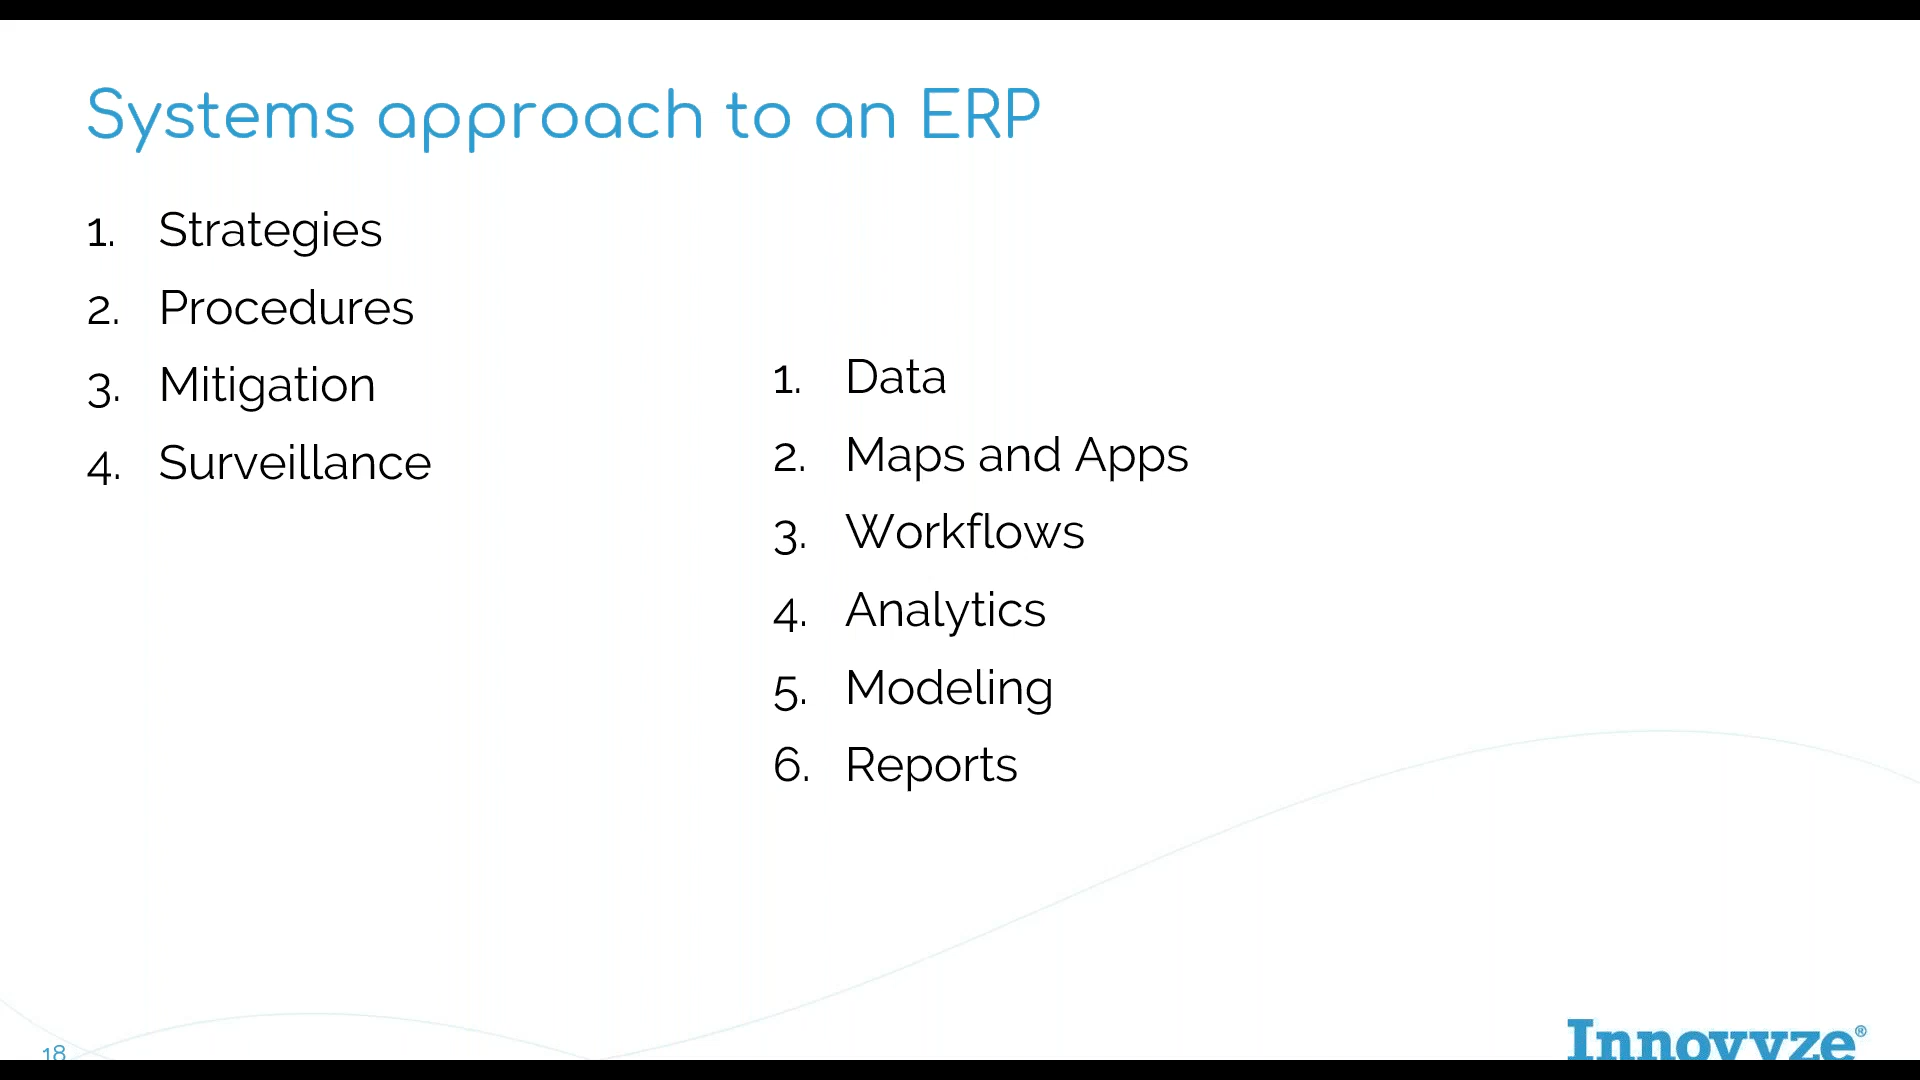 Systems approach to an ERP
1. Strategies
2. Procedures
3. Mitigation
4. Surveillance
1. Data
2. Maps and Apps
3. Workflows
4. Analytics
5. Modeling
6. Reports
18
Innovyze®